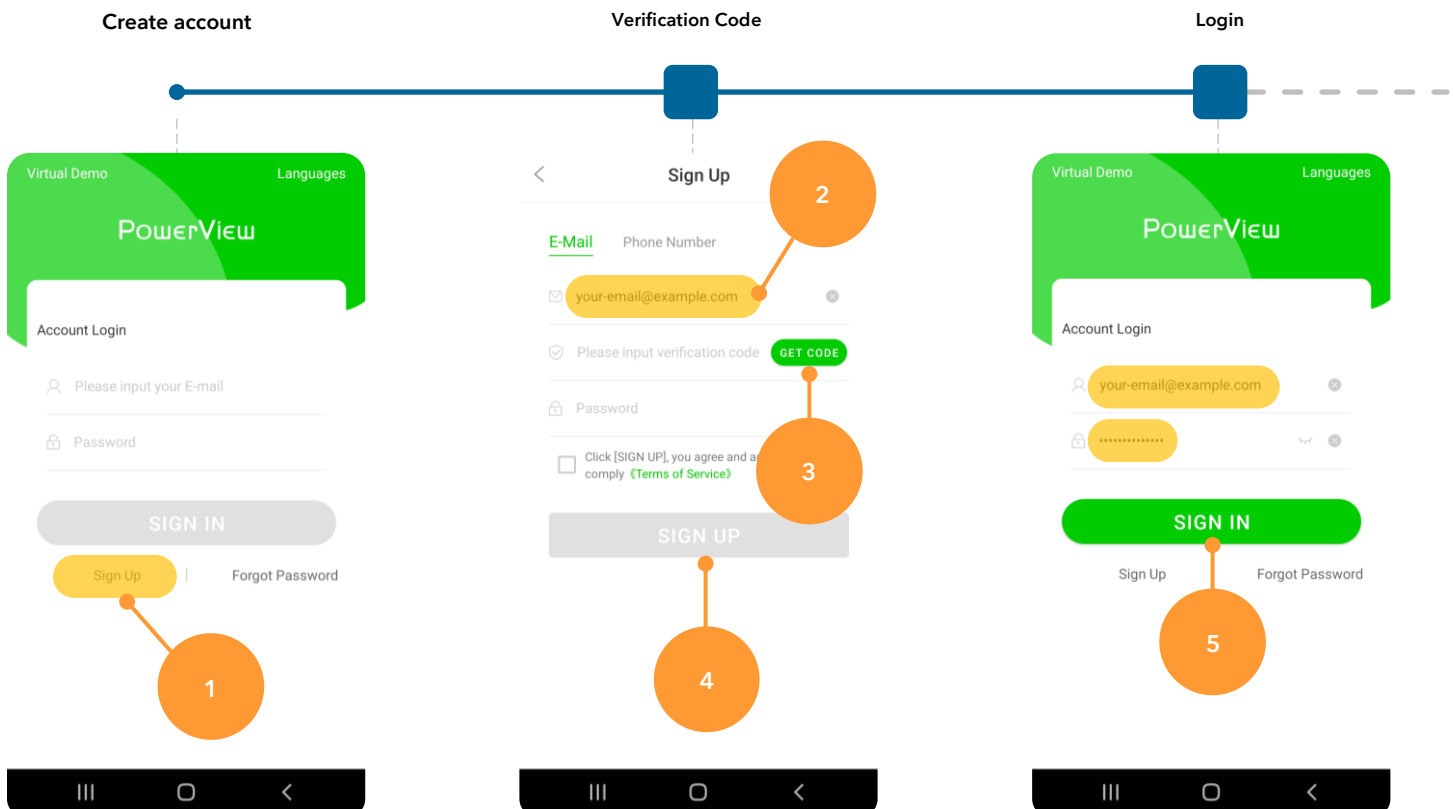 Create account
Verification Code
Login
Virtual Demo
Languages
PowerView
Account Login
Please input your E-mail
Password
SIGN IN
Sign Up
Forgot Password
1
Sign Up
2
E-Mail
Phone Number
your-email@example.com
Please input verification code
GET CODE
Password
Click [SIGN UP], you agree and
comply 《Terms of Service》
3
SIGN UP
4
Virtual Demo
Languages
PowerView
Account Login
your-email@example.com
••••••••••••••
SIGN IN
Sign Up
Forgot Password
5